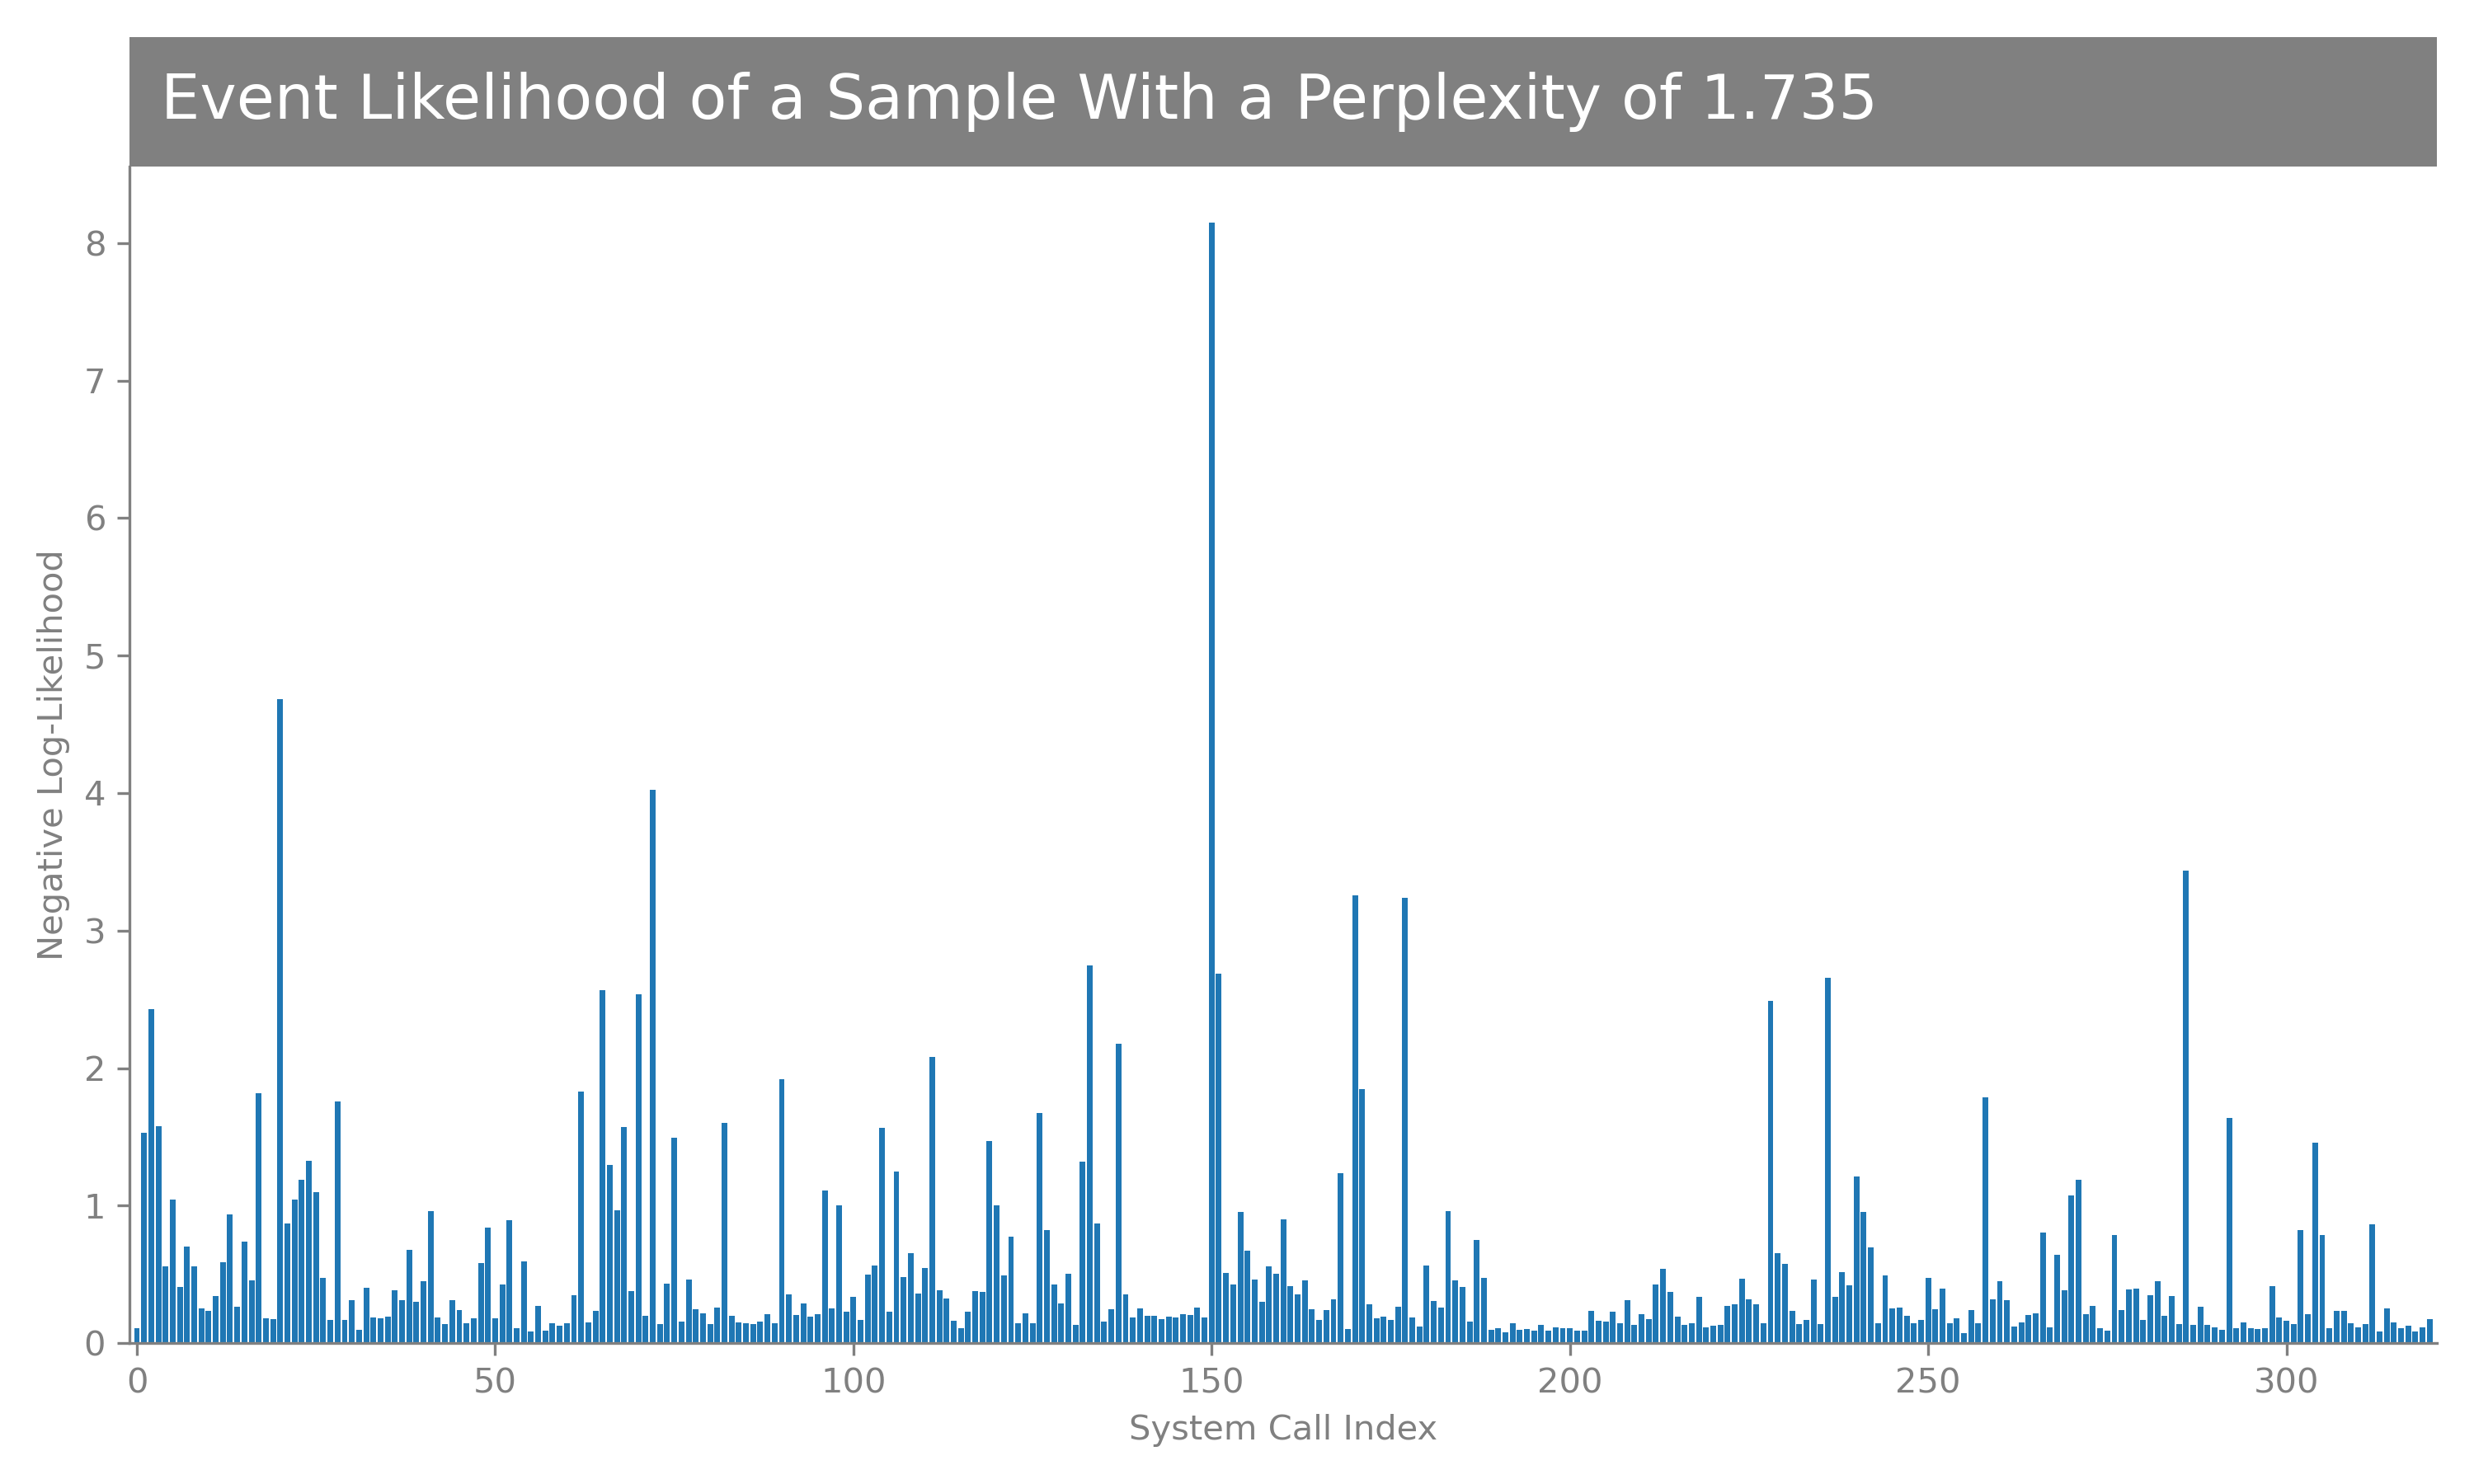 Event Likelihood of a Sample With a Perplexity of 1.735
8
7
6
5
4
3
2
1
0
Negative Log-Likelihood
0 50 100 150 200 250 300
System Call Index